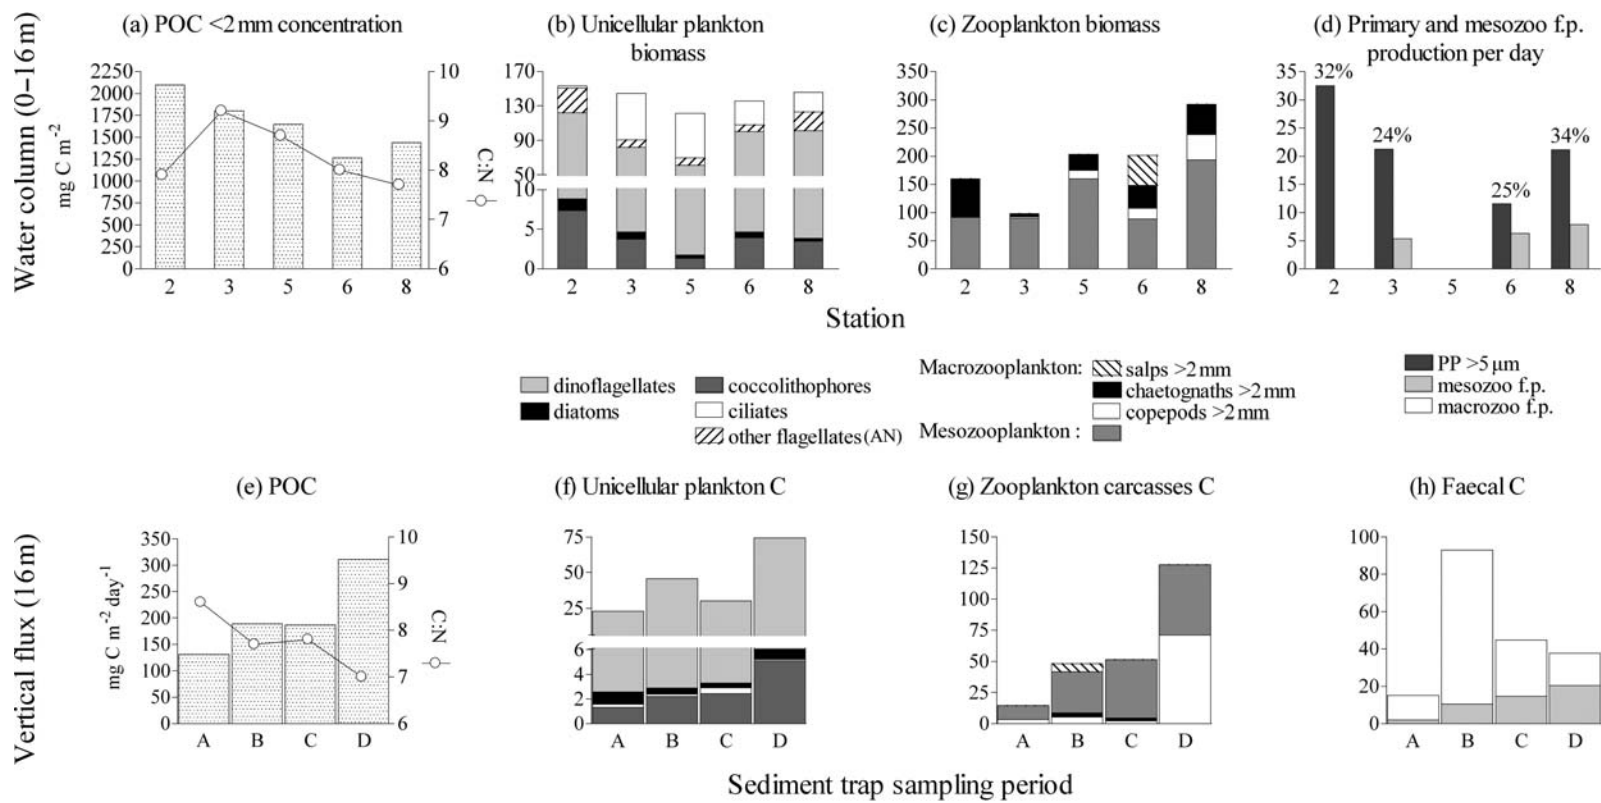 (a) POC <2 mm concentration
(b) Unicellular plankton
biomass
(c) Zooplankton biomass
(d) Primary and mesozoo f.p.
production per day
Water column (0–16 m)
mg C m-2
2250
2000
1750
1500
1250
1000
750
500
250
0
10
9
8
7
6
C:N
2 3 5 6 8
170
130
90
50
10
5
0
2 3 5 6 8
350
300
250
200
150
100
50
0
2 3 5 6 8
35
30
25
20
15
10
5
0
32%
24%
25%
34%
2 3 5 6 8
Station
dinoflagellates
diatoms
coccolithophores
ciliates
other flagellates (AN)
Macrozooplankton:
salps >2 mm
chaetognaths >2 mm
copepods >2 mm
Mesozooplankton :
PP >5 µm
mesozoo f.p.
macrozoo f.p.
(e) POC
(f) Unicellular plankton C
(g) Zooplankton carcasses C
(h) Faecal C
Vertical flux (16 m)
mg C m-2 day-1
350
300
250
200
150
100
50
0
10
9
8
7
6
C:N
A B C D
75
50
25
6
4
2
0
A B C D
150
125
100
75
50
25
0
A B C D
100
80
60
40
20
0
A B C D
Sediment trap sampling period